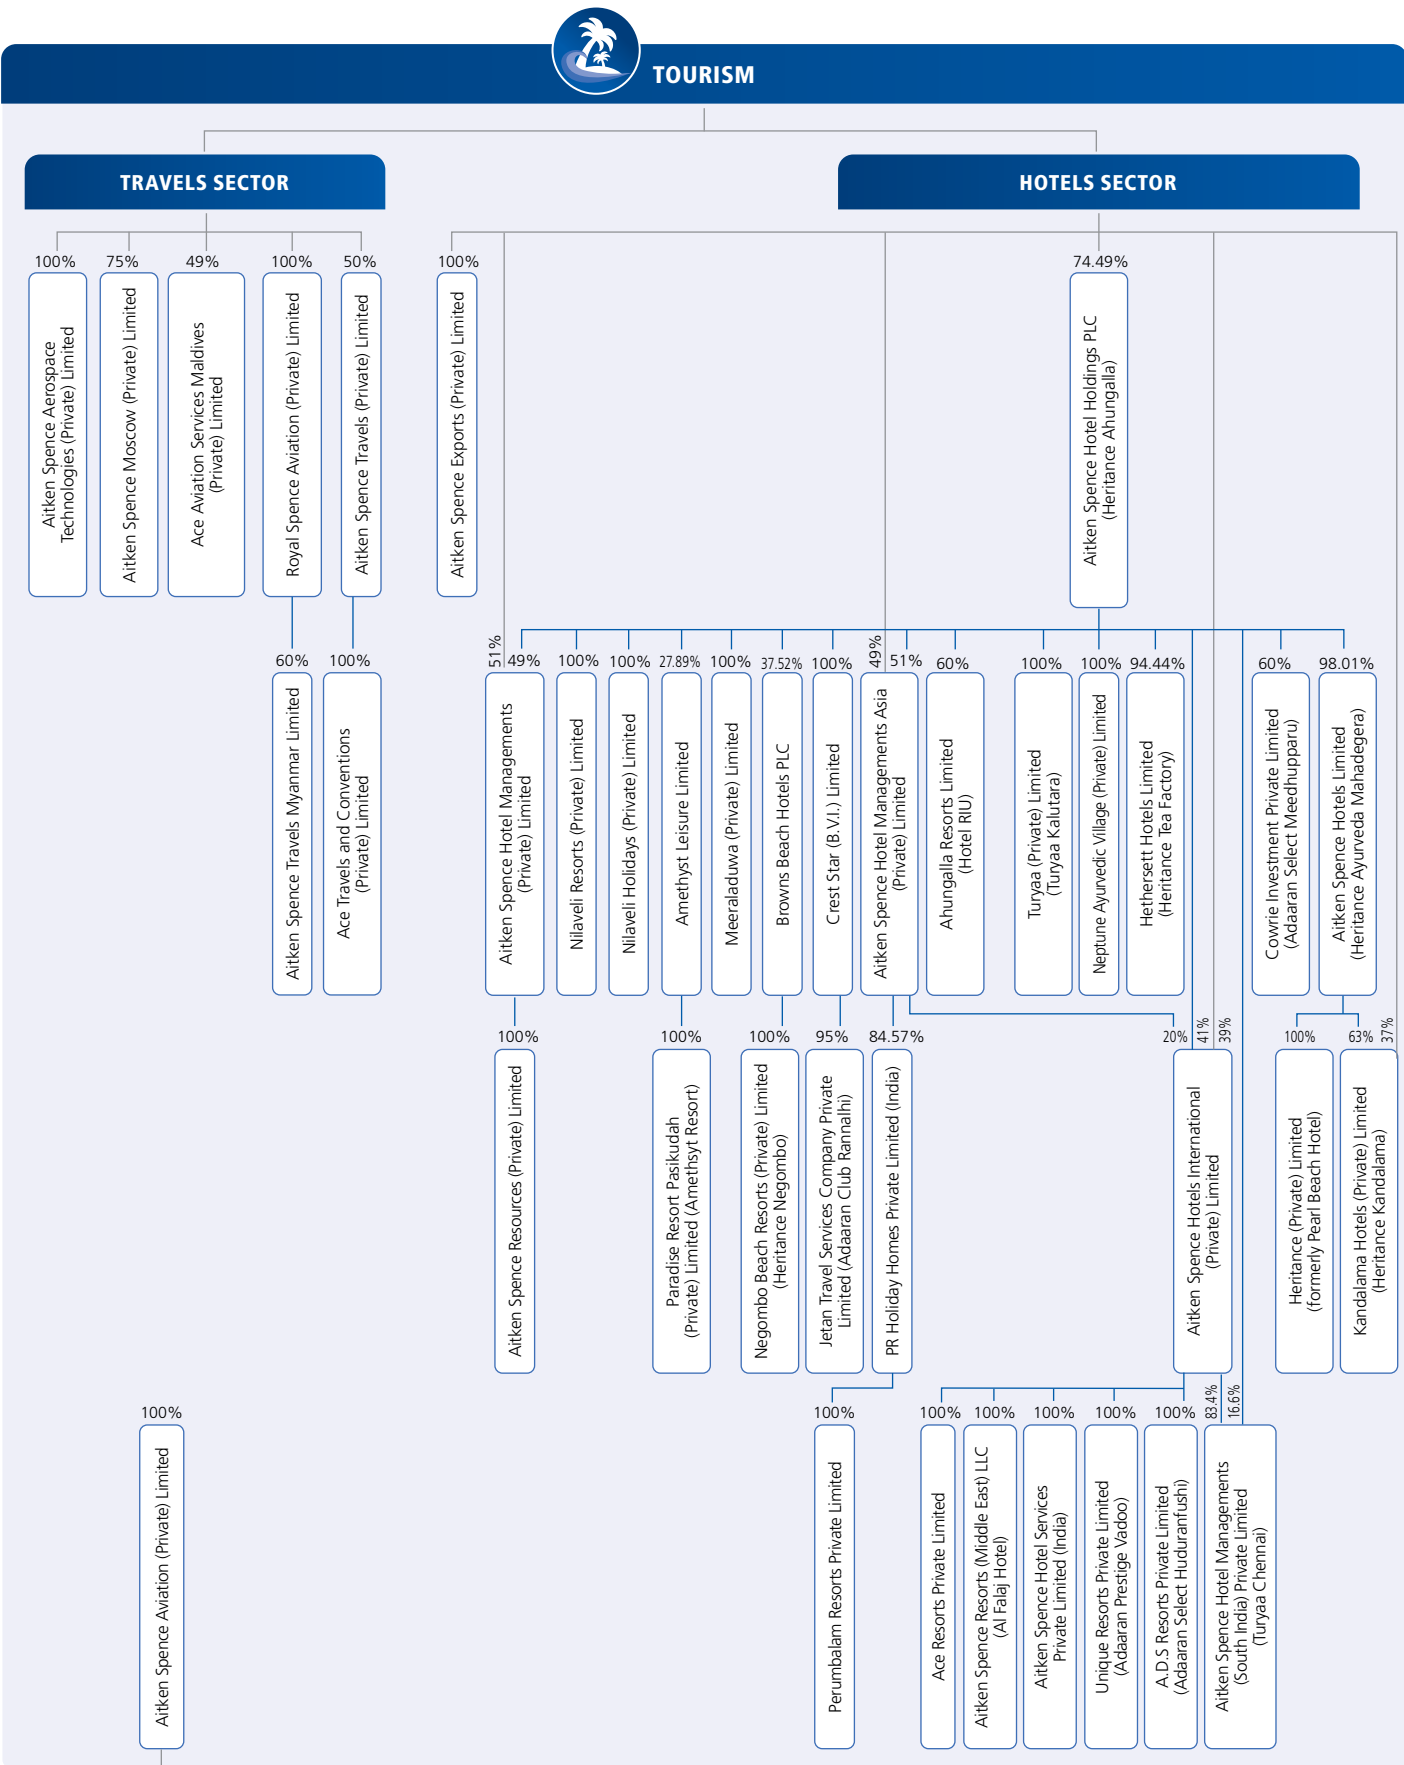 TOURISM
TRAVELS SECTOR
HOTELS SECTOR
100%
75%
49%
100%
50%
100%
74.49%
Aitken Spence Aerospace
Technologies (Private) Limited
Aitken Spence Moscow (Private) Limited
Ace Aviation Services Maldives
(Private) Limited
Royal Spence Aviation (Private) Limited
Aitken Spence Travels (Private) Limited
Aitken Spence Exports (Private) Limited
Aitken Spence Hotel Holdings PLC
(Heritance Ahungalla)
60%
100%
51%
49%
100%
100%
27.89%
100%
37.52%
100%
49%
51%
60%
100%
100%
94.44%
60%
98.01%
Aitken Spence Travels Myanmar Limited
Ace Travels and Conventions
(Private) Limited
Aitken Spence Hotel Managements
(Private) Limited
Nilaveli Resorts (Private) Limited
Nilaveli Holidays (Private) Limited
Amethyst Leisure Limited
Meeraladuwa (Private) Limited
Browns Beach Hotels PLC
Crest Star (B.V.I.) Limited
Aitken Spence Hotel Managements Asia
(Private) Limited
Ahungalla Resorts Limited
(Hotel RIU)
Turyaa (Private) Limited
(Turyaa Kalutara)
Neptune Ayurvedic Village (Private) Limited
Hethersett Hotels Limited
(Heritance Tea Factory)
Cowrie Investment Private Limited
(Adaaran Select Meedhupparu)
Aitken Spence Hotels Limited
(Heritance Ayurveda Mahadegera)
100%
100%
100%
95%
84.57%
20%
41%
39%
100%
63%
37%
Aitken Spence Resources (Private) Limited
Paradise Resort Pasikudah
(Private) Limited (Amethsyt Resort)
Negombo Beach Resorts (Private) Limited
(Heritance Negombo)
Jetan Travel Services Company Private
Limited (Adaaran Club Rannalhi)
PR Holiday Homes Private Limited (India)
Aitken Spence Hotels International
(Private) Limited
Heritance (Private) Limited
(formerly Pearl Beach Hotel)
Kandalama Hotels (Private) Limited
(Heritance Kandalama)
100%
100%
100%
100%
100%
100%
100%
83.4%
16.6%
Aitken Spence Aviation (Private) Limited
Perumbalam Resorts Private Limited
Ace Resorts Private Limited
Aitken Spence Resorts (Middle East) LLC
(Al Falaj Hotel)
Aitken Spence Hotel Services
Private Limited (India)
Unique Resorts Private Limited
(Adaaran Prestige Vadoo)
A.D.S Resorts Private Limited
(Adaaran Select Huduranfushi)
Aitken Spence Hotel Managements
(South India) Private Limited
(Turyaa Chennai)